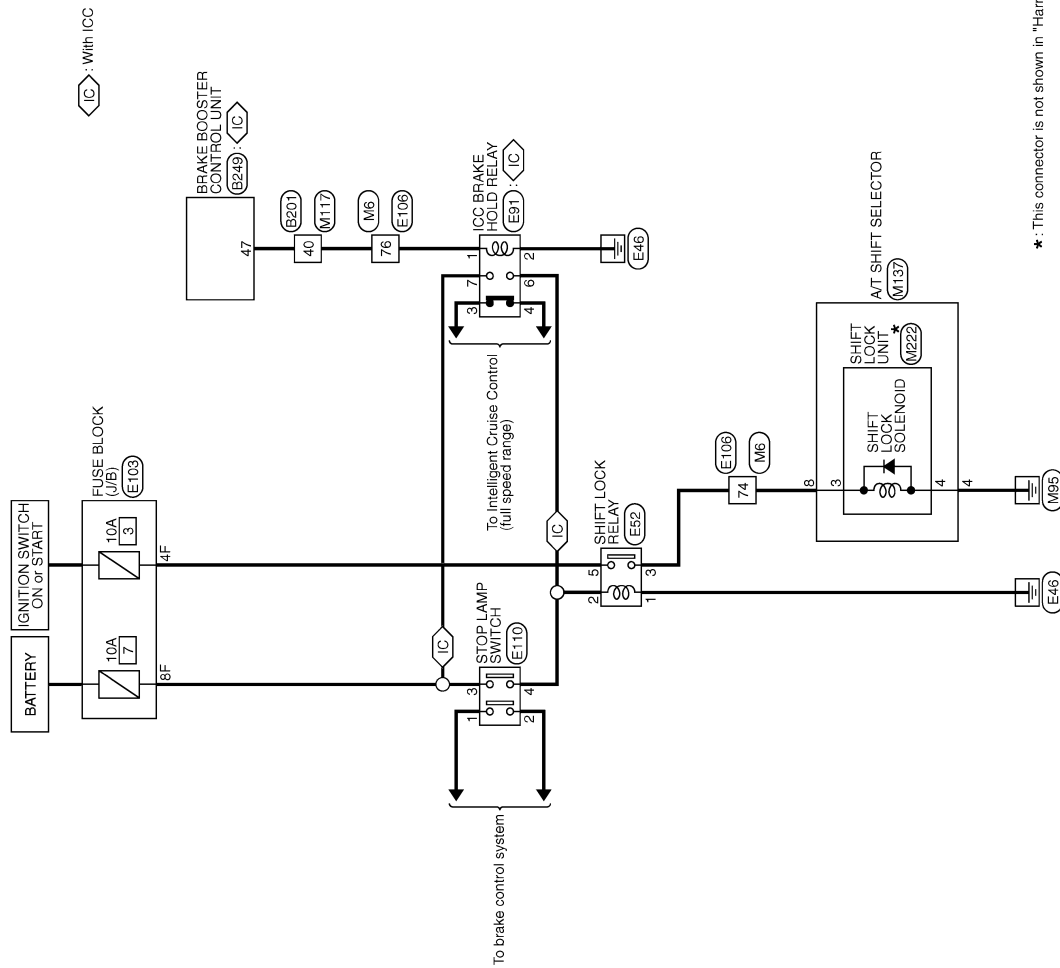 IC : With ICC
BATTERY
IGNITION SWITCH
ON or START
FUSE BLOCK
(J/B)
E103
10A
7
10A
3
8F
4F
BRAKE BOOSTER
CONTROL UNIT
B249 : IC
47
40
B201
M117
76
M6
E106
ICC BRAKE
HOLD RELAY
E91 : IC
3
7
1
4
6
2
E46
To Intelligent Cruise Control
(full speed range)
IC
IC
STOP LAMP
SWITCH
E110
1
3
2
4
To brake control system
SHIFT LOCK
RELAY
E52
2
5
1
3
74
E106
M6
A/T SHIFT SELECTOR
M137
SHIFT
LOCK
UNIT *
M222
SHIFT
LOCK
SOLENOID
8
3
4
4
E46
M95
* : This connector is not shown in "Harn